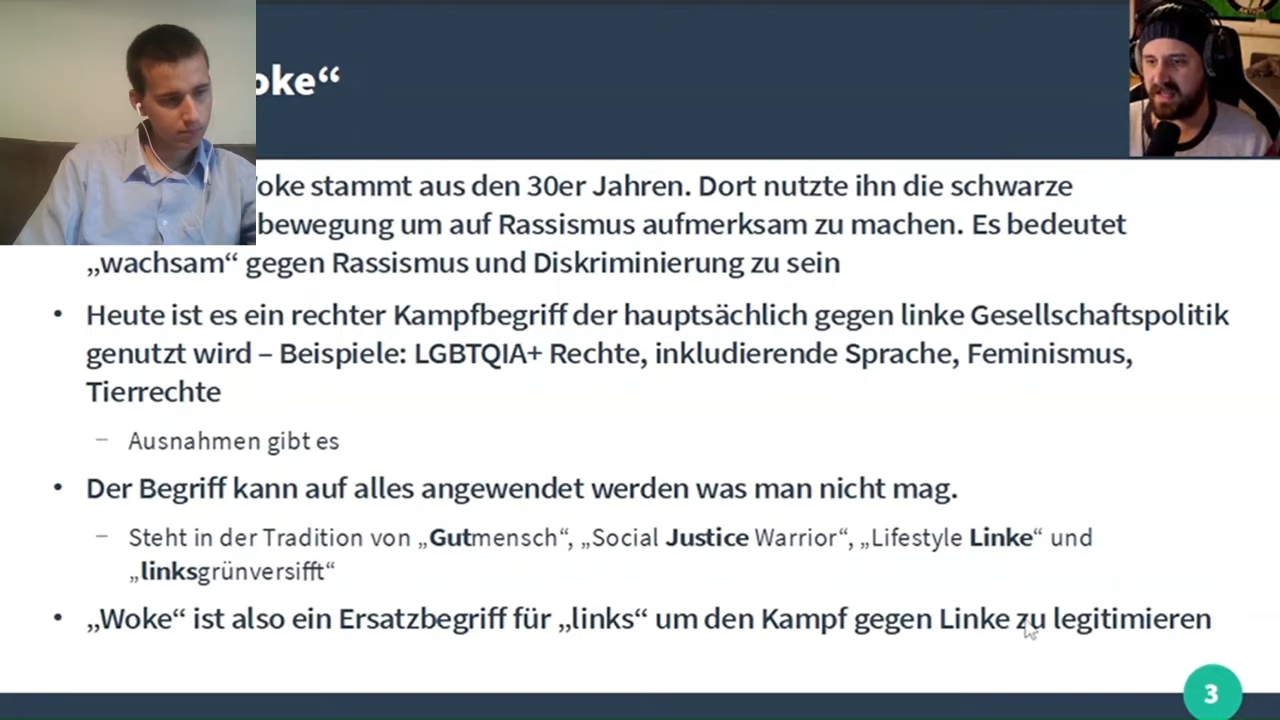 oke“
oke stammt aus den 30er Jahren. Dort nutzte ihn die schwarze
bewegung um auf Rassismus aufmerksam zu machen. Es bedeutet
„wachsam“ gegen Rassismus und Diskriminierung zu sein
• Heute ist es ein rechter Kampfbegriff der hauptsächlich gegen linke Gesellschaftspolitik
genutzt wird – Beispiele: LGBTQIA+ Rechte, inkludierende Sprache, Feminismus,
Tierrechte
– Ausnahmen gibt es
• Der Begriff kann auf alles angewendet werden was man nicht mag.
– Steht in der Tradition von „Gutmensch“, „Social Justice Warrior“, „Lifestyle Linke“ und
„linksgrünversifft“
• „Woke“ ist also ein Ersatzbegriff für „links“ um den Kampf gegen Linke zu legitimieren
3